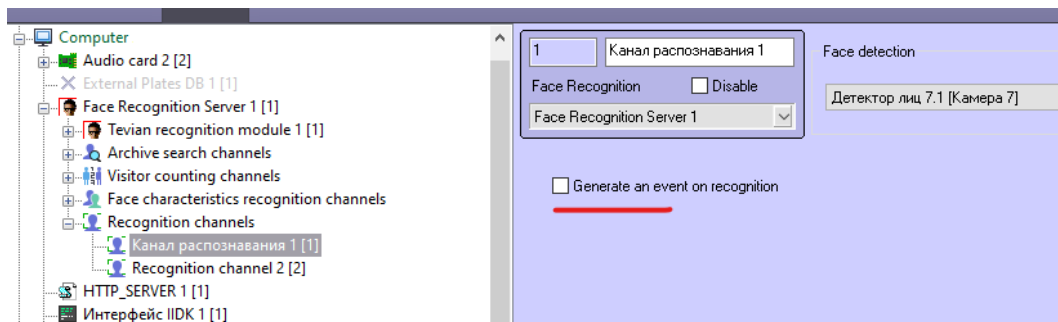 Computer
Audio card 2 [2]
External Plates DB 1 [1]
Face Recognition Server 1 [1]
Tevian recognition module 1 [1]
Archive search channels
Visitor counting channels
Face characteristics recognition channels
Recognition channels
Канал распознавания 1 [1]
Recognition channel 2 [2]
HTTP_SERVER 1 [1]
Интерфейс IIDK 1 [1]
1
Канал распознавания 1
Face Recognition
Disable
Face Recognition Server 1
Face detection
Детектор лиц 7.1 [Камера 7]
Generate an event on recognition